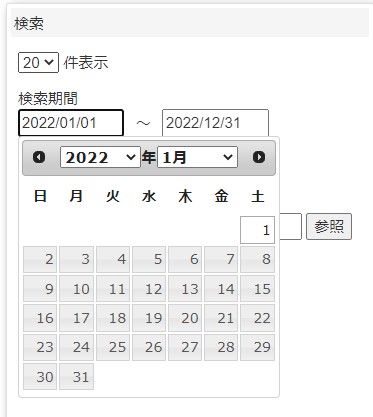 検索
20 件表示
検索期間
2022/01/01 ～ 2022/12/31
2022 年 1月
日 月 火 水 木 金 土
1
2 3 4 5 6 7 8
9 10 11 12 13 14 15
16 17 18 19 20 21 22
23 24 25 26 27 28 29
30 31
参照